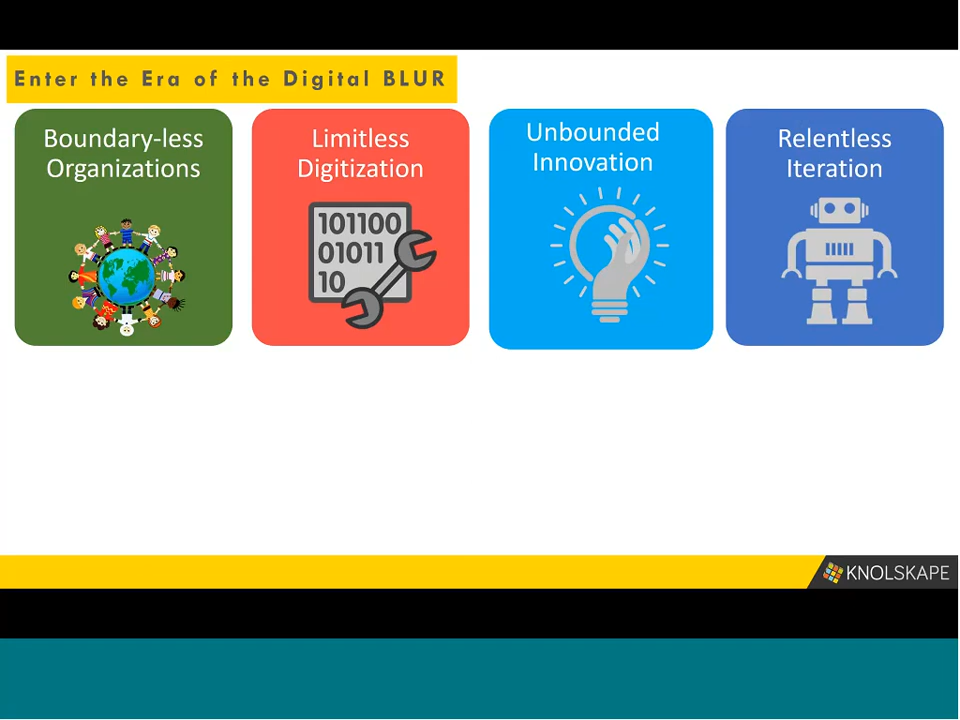 Enter the Era of the Digital BLUR
Boundary-less
Organizations
Limitless
Digitization
101100
01011
10
Unbounded
Innovation
Relentless
Iteration
KNOLSKAPE